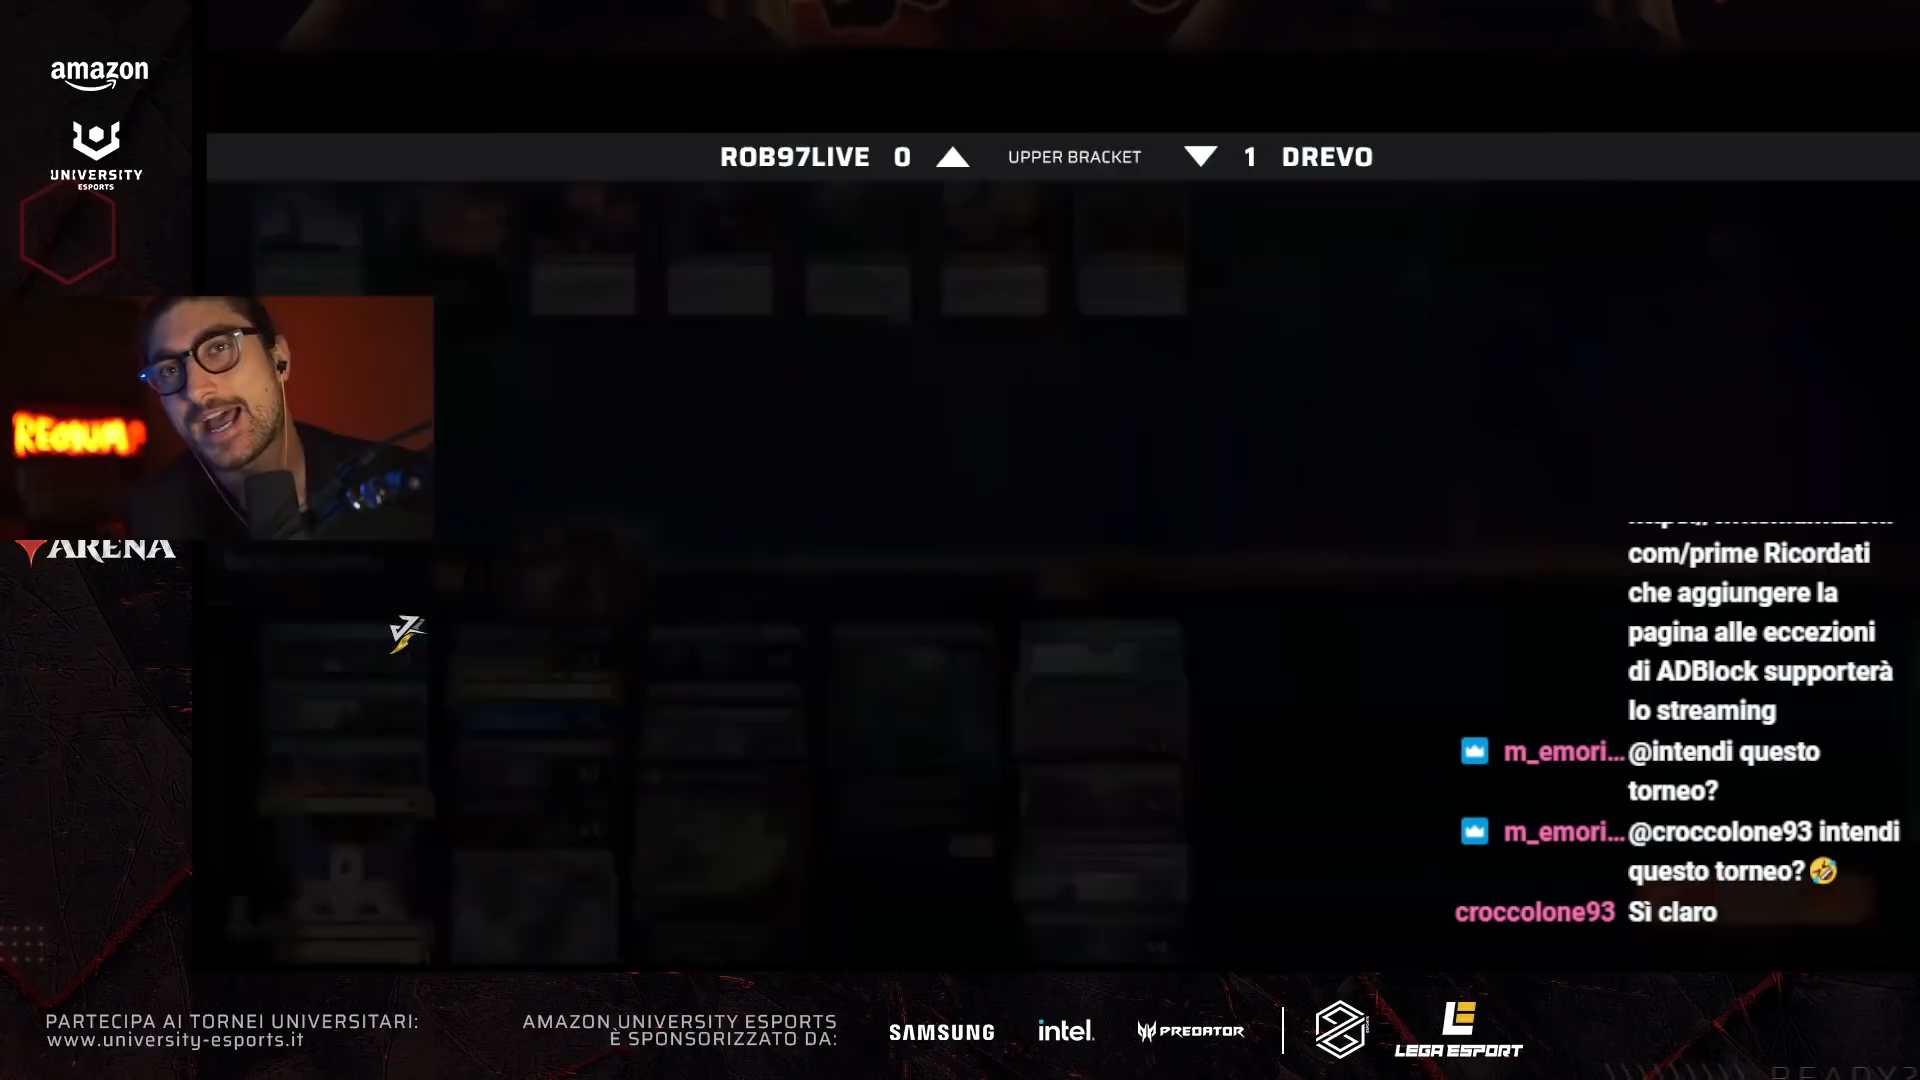 amazon
UNIVERSITY
ESPORTS
ROB97LIVE 0 UPPER BRACKET 1 DREVO
ARENA
com/prime Ricordati
che aggiungere la
pagina alle eccezioni
di ADBlock supporterà
lo streaming
m_emori... @intendi questo
torneo?
m_emori... @croccolone93 intendi
questo torneo?🤣
croccolone93 Sì claro
PARTECIPA AI TORNEI UNIVERSITARI:
www.university-esports.it
AMAZON UNIVERSITY ESPORTS
È SPONSORIZZATO DA:
SAMSUNG intel. PREDATOR
LEGA ESPORT
READY?